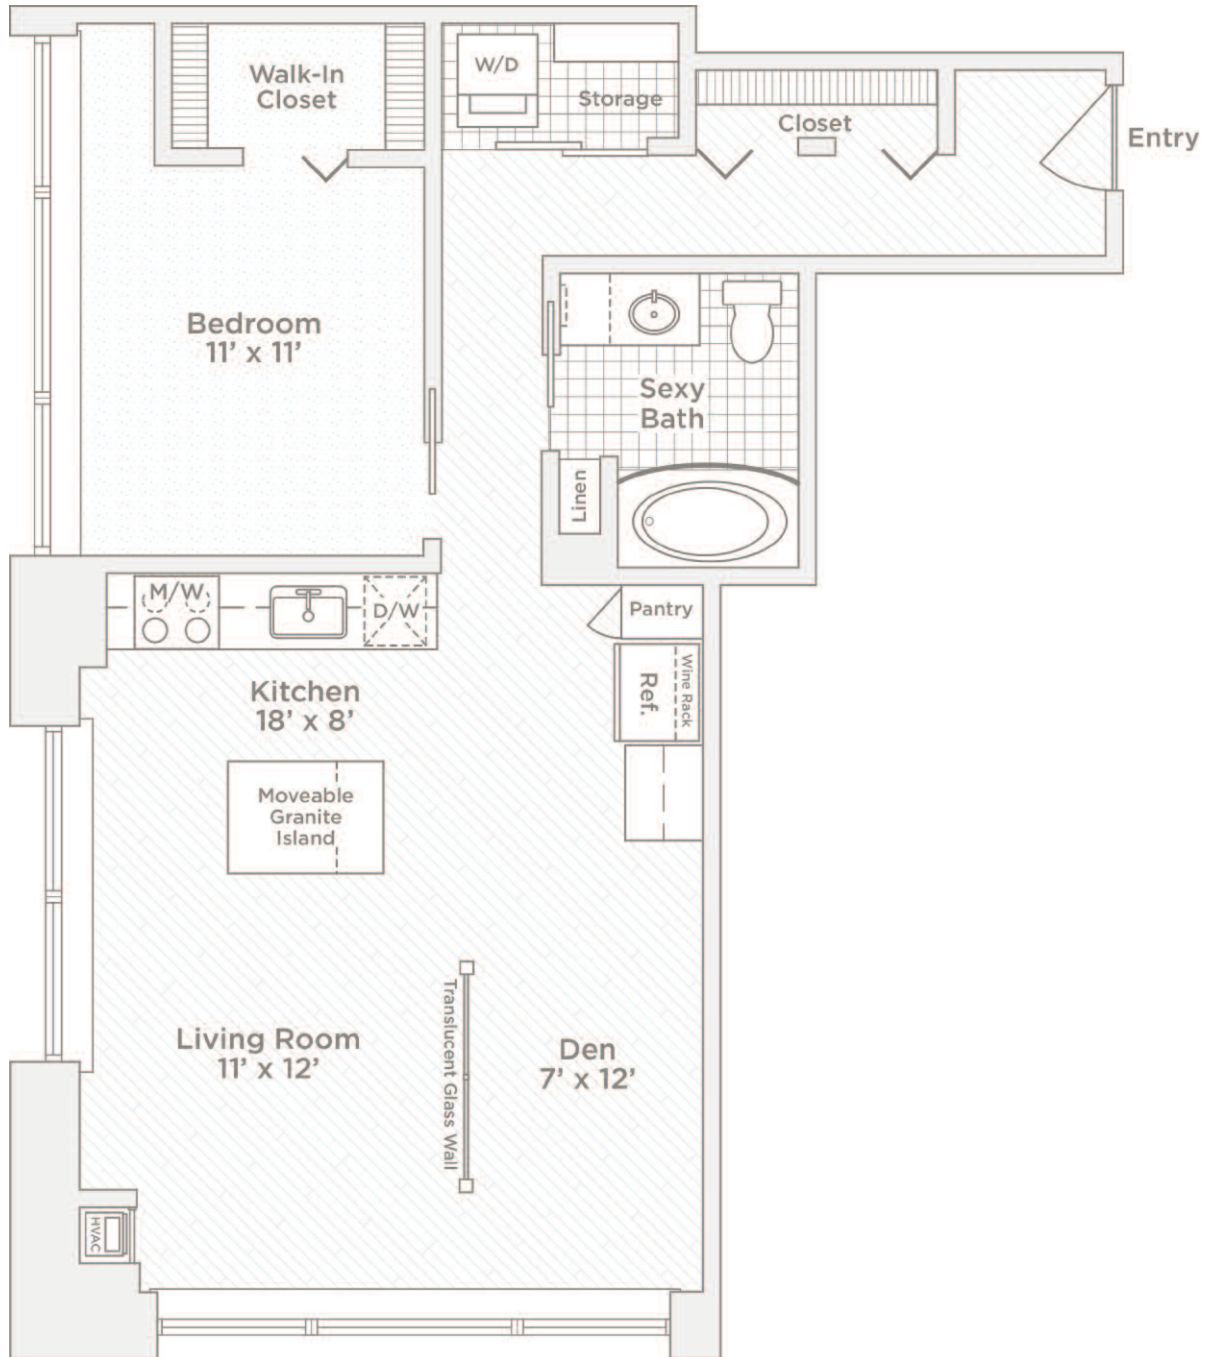 Walk-In
Closet
W/D
Storage
Closet
Entry
Bedroom
11’ x 11’
Sexy
Bath
Linen
M/W
D/W
Pantry
Kitchen
18’ x 8’
Ref.
Wine Rack
Moveable
Granite
Island
Living Room
11’ x 12’
Translucent Glass Wall
Den
7’ x 12’
HVAC